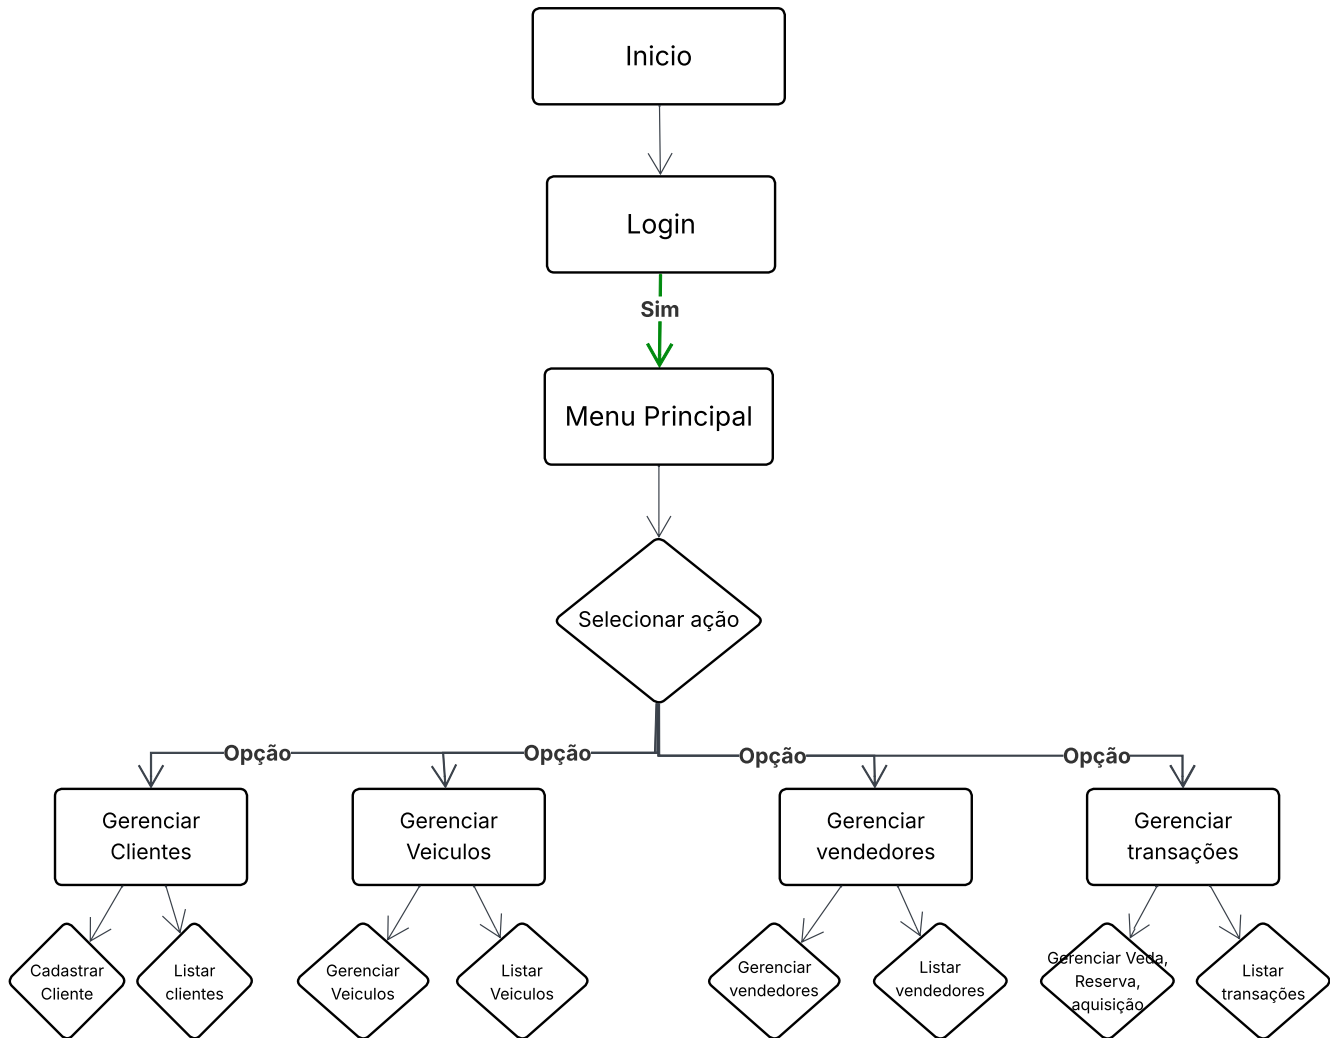 Inicio
Login
Sim
Menu Principal
Selecionar ação
Opção
Opção
Opção
Opção
Gerenciar
Clientes
Gerenciar
Veiculos
Gerenciar
vendedores
Gerenciar
transações
Cadastrar
Cliente
Listar
clientes
Gerenciar
Veiculos
Listar
Veiculos
Gerenciar
vendedores
Listar
vendedores
Gerenciar Veda,
Reserva,
aquisição
Listar
transações